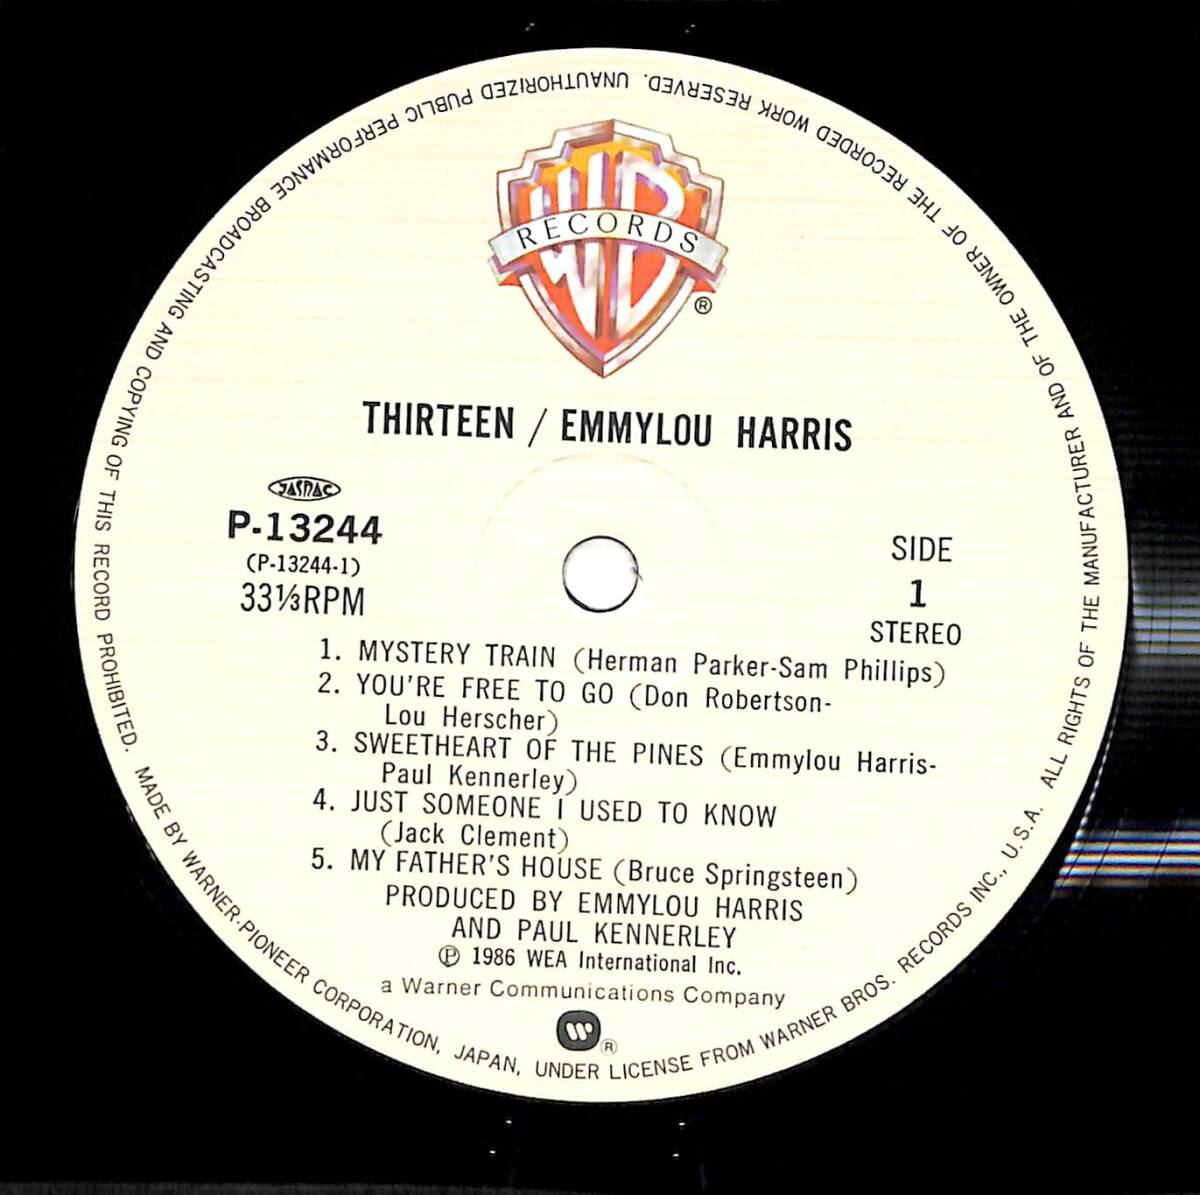 WB
RECORDS
®
THIRTEEN / EMMYLOU HARRIS
JASRAC
P-13244
(P-13244-1)
33⅓RPM
SIDE
1
STEREO
1. MYSTERY TRAIN (Herman Parker-Sam Phillips)
2. YOU'RE FREE TO GO (Don Robertson-
Lou Herscher)
3. SWEETHEART OF THE PINES (Emmylou Harris-
Paul Kennerley)
4. JUST SOMEONE I USED TO KNOW
(Jack Clement)
5. MY FATHER'S HOUSE (Bruce Springsteen)
PRODUCED BY EMMYLOU HARRIS
AND PAUL KENNERLEY
℗ 1986 WEA International Inc.
a Warner Communications Company
W®
MADE BY WARNER-PIONEER CORPORATION, JAPAN, UNDER LICENSE FROM WARNER BROS. RECORDS INC., U.S.A. ALL RIGHTS OF THE MANUFACTURER AND OF THE OWNER OF THE RECORDED WORK RESERVED. UNAUTHORIZED PUBLIC PERFORMANCE BROADCASTING AND COPYING OF THIS RECORD PROHIBITED.